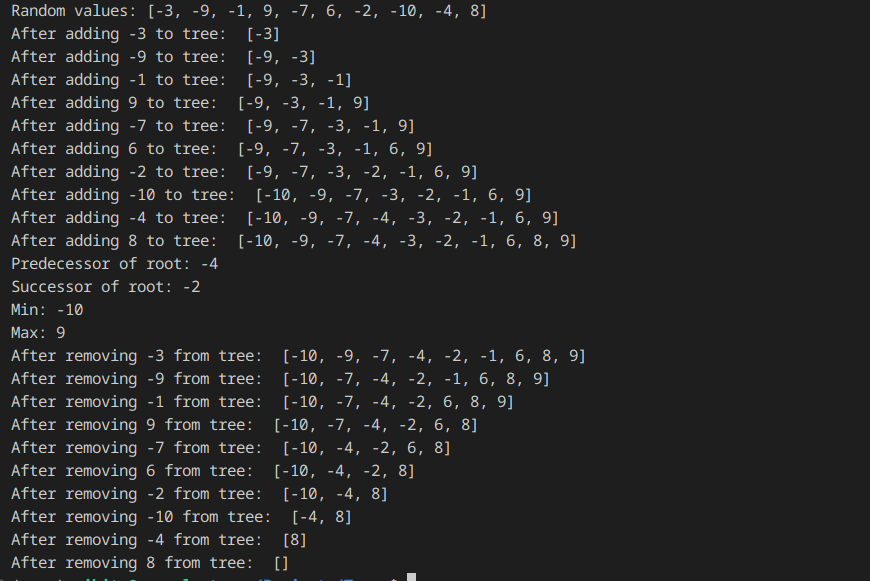 Random values: [-3, -9, -1, 9, -7, 6, -2, -10, -4, 8]
After adding -3 to tree:  [-3]
After adding -9 to tree:  [-9, -3]
After adding -1 to tree:  [-9, -3, -1]
After adding 9 to tree:  [-9, -3, -1, 9]
After adding -7 to tree:  [-9, -7, -3, -1, 9]
After adding 6 to tree:  [-9, -7, -3, -1, 6, 9]
After adding -2 to tree:  [-9, -7, -3, -2, -1, 6, 9]
After adding -10 to tree:  [-10, -9, -7, -3, -2, -1, 6, 9]
After adding -4 to tree:  [-10, -9, -7, -4, -3, -2, -1, 6, 9]
After adding 8 to tree:  [-10, -9, -7, -4, -3, -2, -1, 6, 8, 9]
Predecessor of root: -4
Successor of root: -2
Min: -10
Max: 9
After removing -3 from tree:  [-10, -9, -7, -4, -2, -1, 6, 8, 9]
After removing -9 from tree:  [-10, -7, -4, -2, -1, 6, 8, 9]
After removing -1 from tree:  [-10, -7, -4, -2, 6, 8, 9]
After removing 9 from tree:  [-10, -7, -4, -2, 6, 8]
After removing -7 from tree:  [-10, -4, -2, 6, 8]
After removing 6 from tree:  [-10, -4, -2, 8]
After removing -2 from tree:  [-10, -4, 8]
After removing -10 from tree:  [-4, 8]
After removing -4 from tree:  [8]
After removing 8 from tree:  []